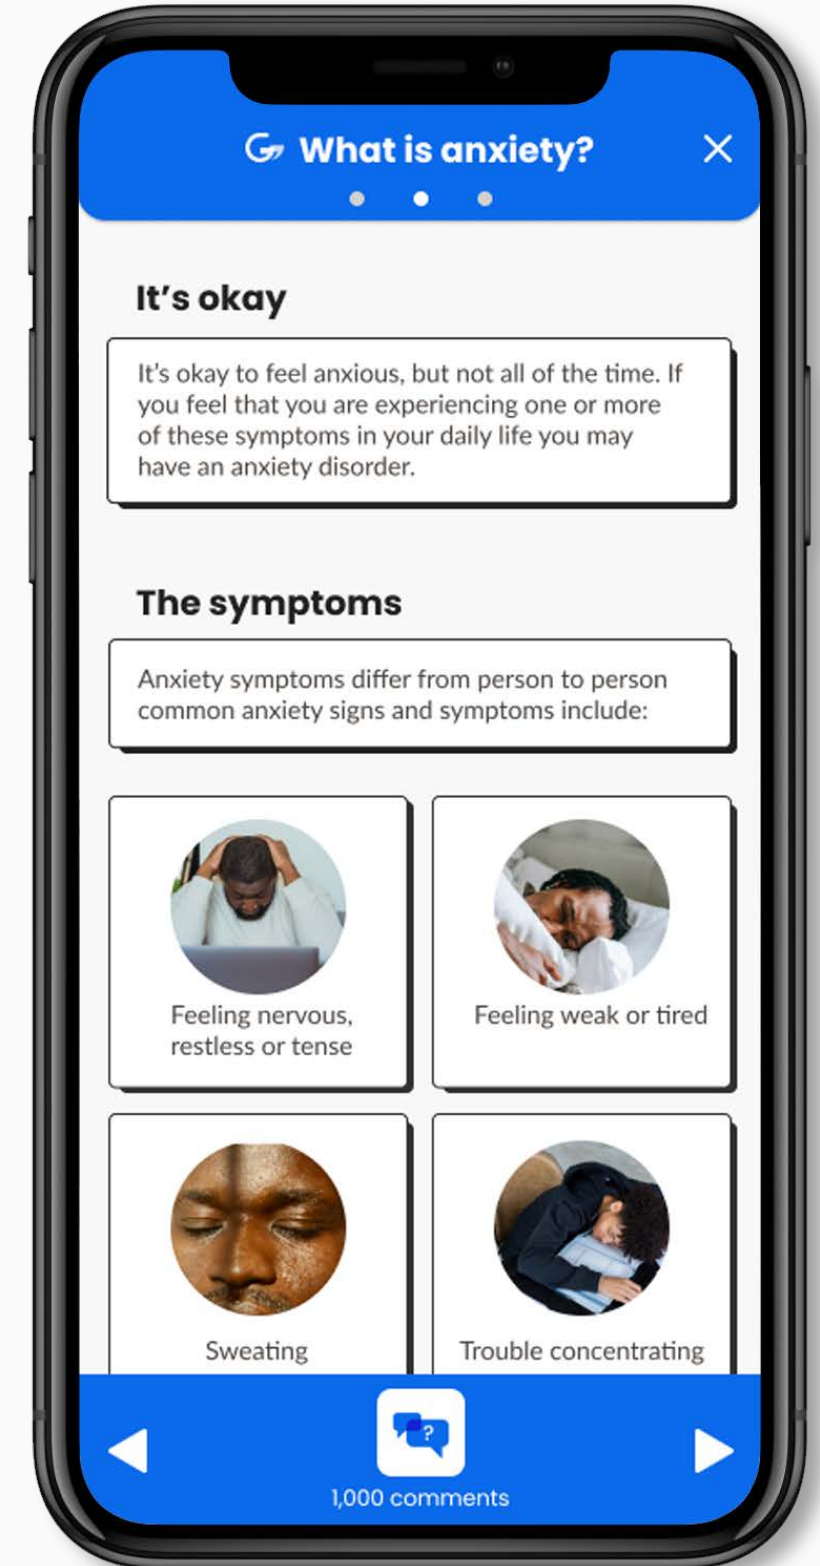 What is anxiety?
It’s okay
It’s okay to feel anxious, but not all of the time. If
you feel that you are experiencing one or more
of these symptoms in your daily life you may
have an anxiety disorder.
The symptoms
Anxiety symptoms differ from person to person
common anxiety signs and symptoms include:
Feeling nervous,
restless or tense
Feeling weak or tired
Sweating
Trouble concentrating
?
1,000 comments